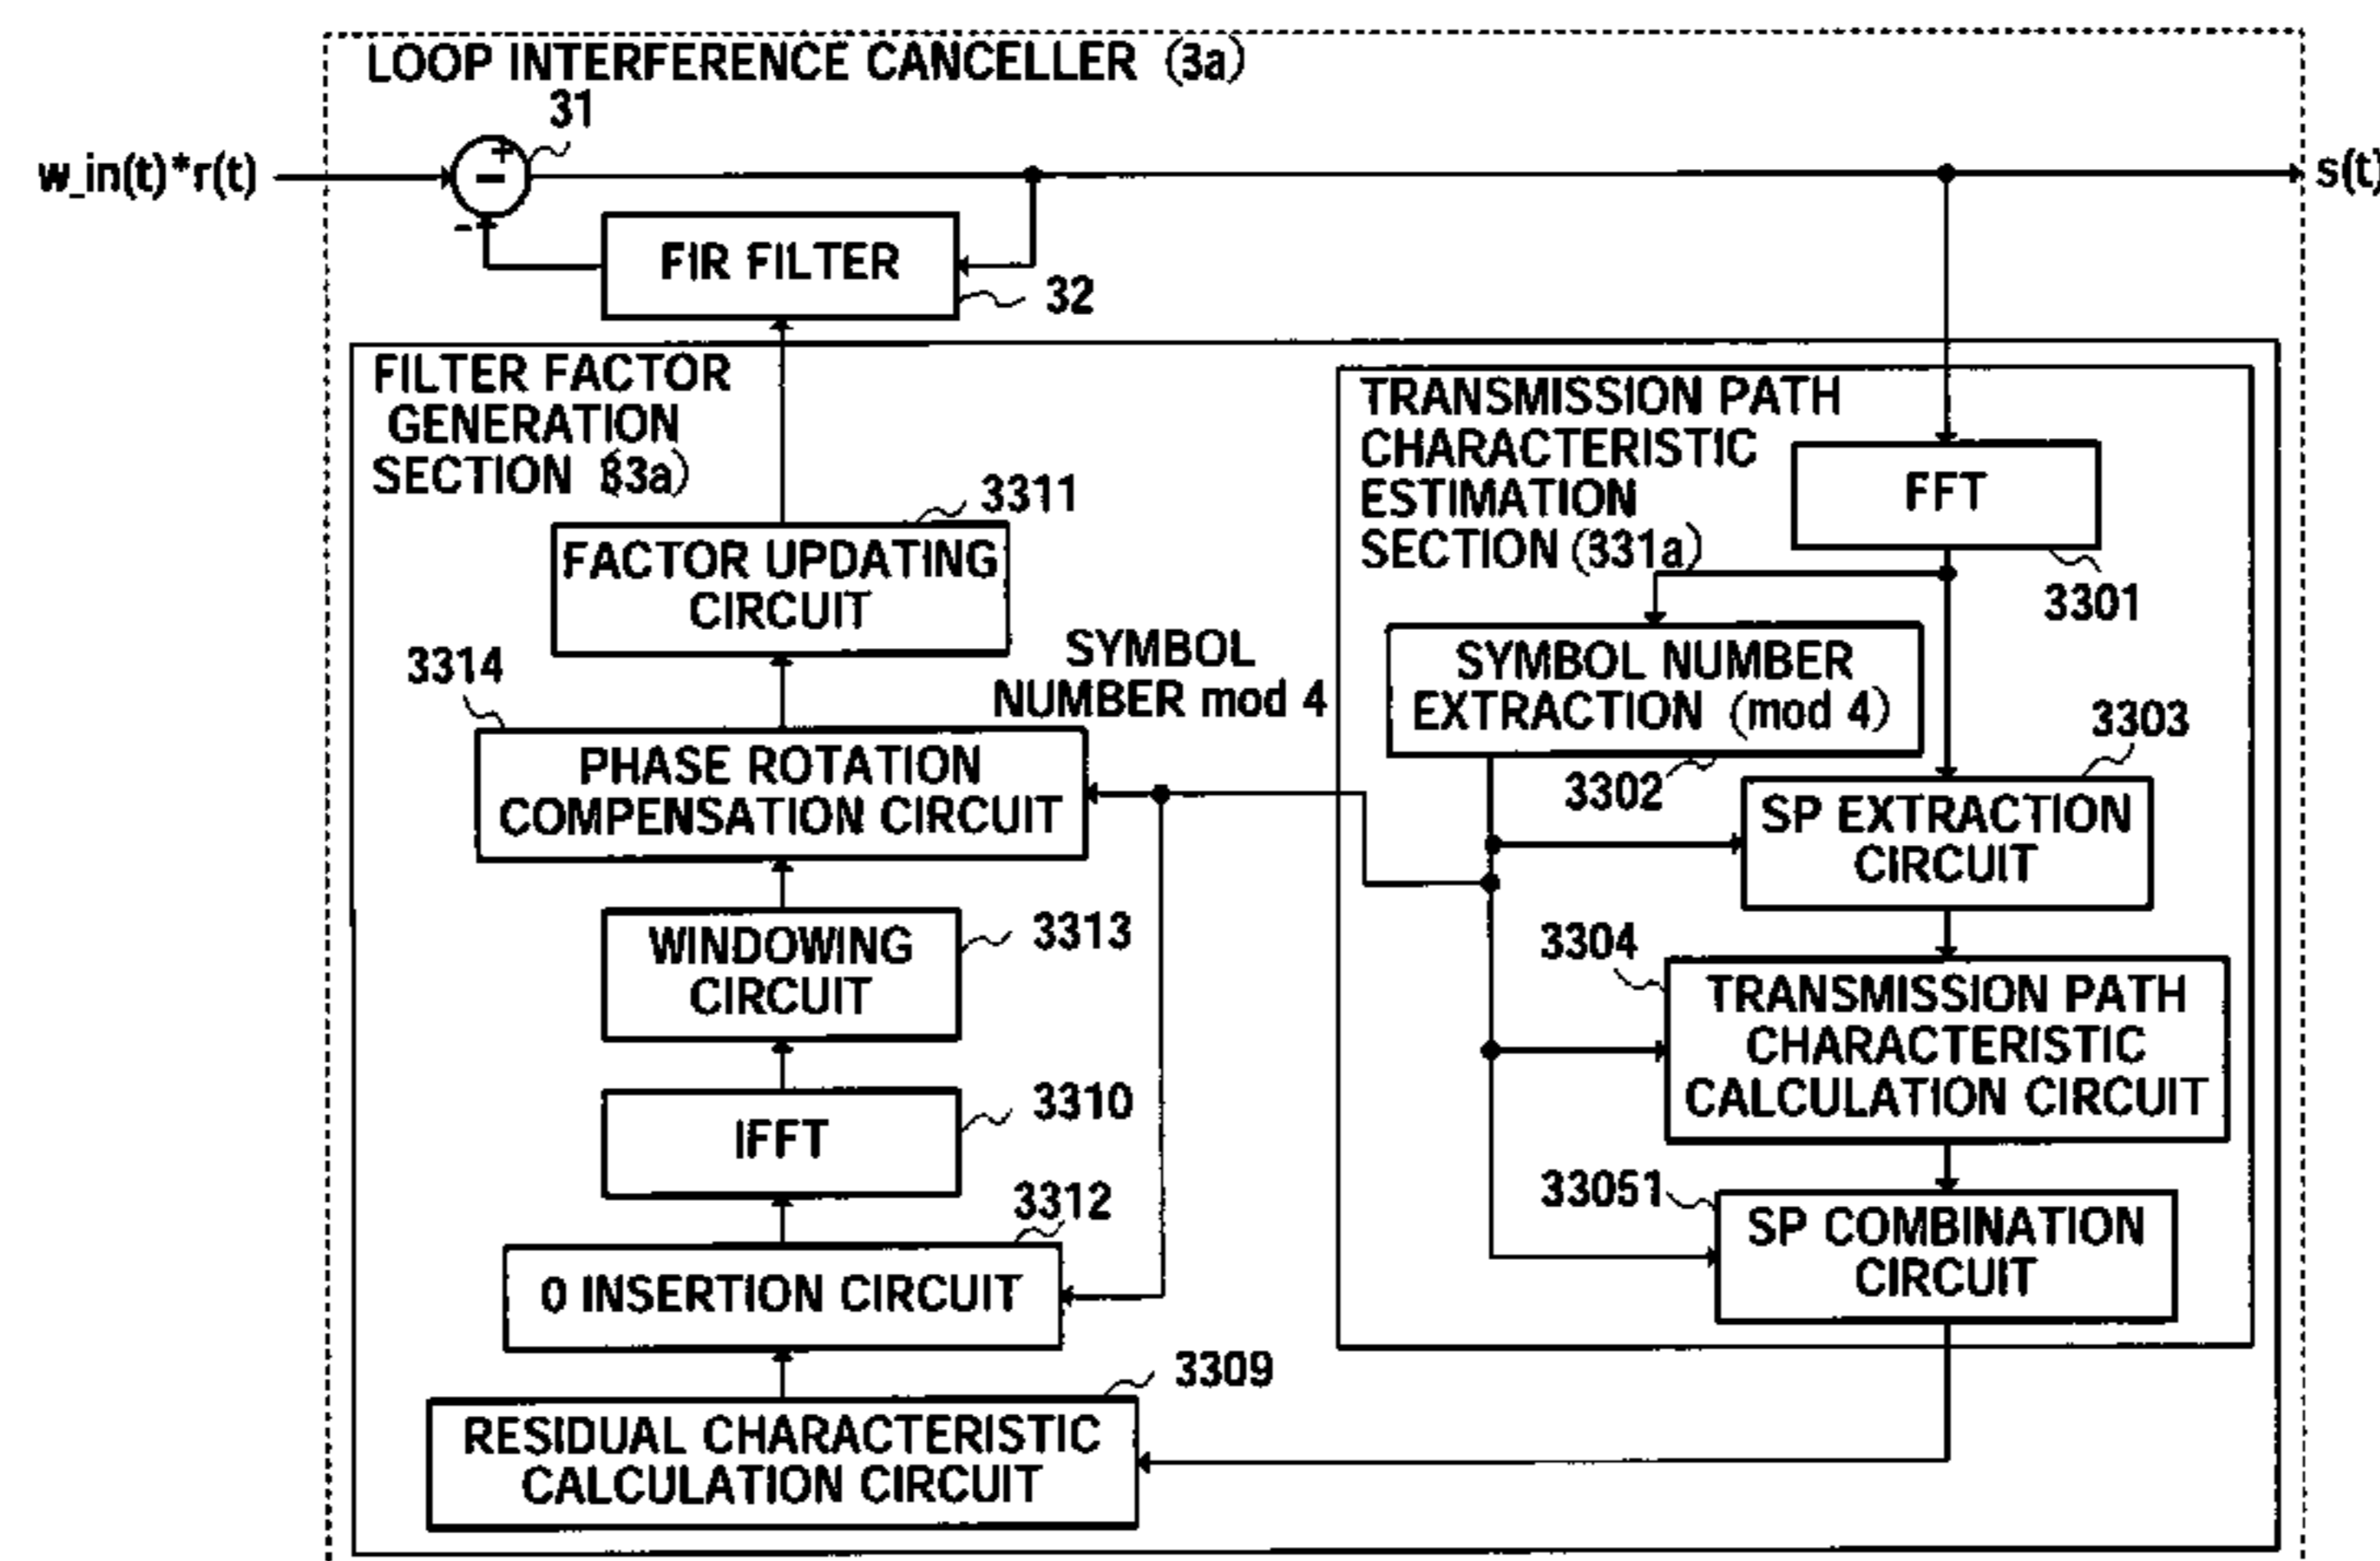 LOOP INTERFERENCE CANCELLER (3a)
31
+
-
-
w_in(t)*r(t)
s(t)
FIR FILTER
32
FILTER FACTOR
GENERATION
SECTION (33a)
TRANSMISSION PATH
CHARACTERISTIC
ESTIMATION
SECTION (331a)
FFT
3301
3311
FACTOR UPDATING
CIRCUIT
SYMBOL
NUMBER mod 4
SYMBOL NUMBER
EXTRACTION (mod 4)
3302
3303
SP EXTRACTION
CIRCUIT
3314
PHASE ROTATION
COMPENSATION CIRCUIT
WINDOWING
CIRCUIT
3313
3304
TRANSMISSION PATH
CHARACTERISTIC
CALCULATION CIRCUIT
IFFT
3310
33051
SP COMBINATION
CIRCUIT
3312
0 INSERTION CIRCUIT
3309
RESIDUAL CHARACTERISTIC
CALCULATION CIRCUIT